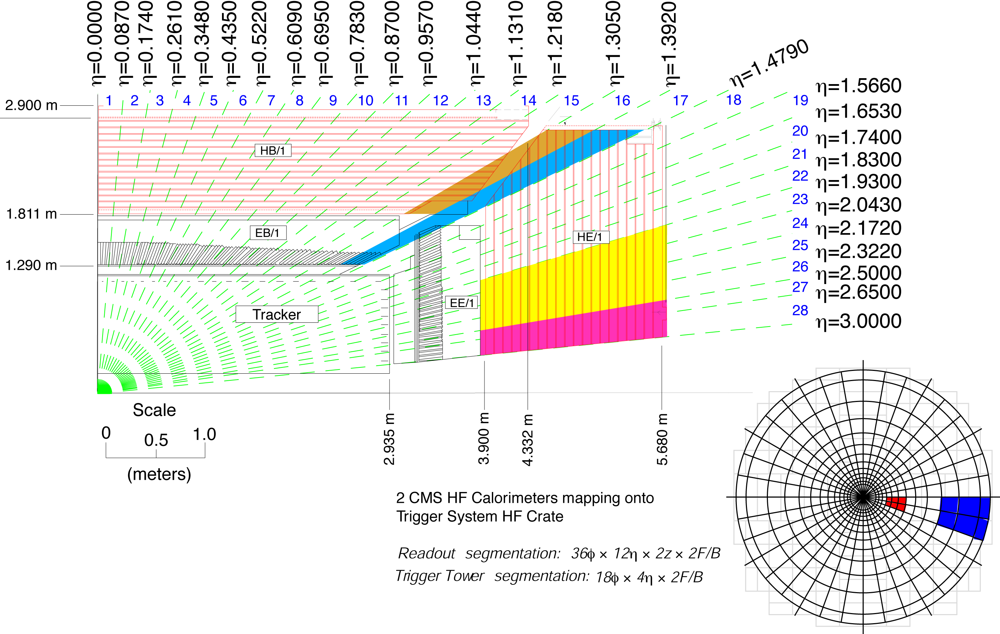 η=0.0000
η=0.0870
η=0.1740
η=0.2610
η=0.3480
η=0.4350
η=0.5220
η=0.6090
η=0.6950
η=0.7830
η=0.8700
η=0.9570
η=1.0440
η=1.1310
η=1.2180
η=1.3050
η=1.3920
η=1.4790
η=1.5660
1 2 3 4 5 6 7 8 9 10 11 12 13 14 15 16 17 18 19
2.900 m
η=1.6530
20
η=1.7400
HB/1
21
η=1.8300
22
η=1.9300
23
η=2.0430
1.811 m
24
η=2.1720
EB/1
HE/1
25
η=2.3220
1.290 m
26
η=2.5000
27
η=2.6500
EE/1
Tracker
28
η=3.0000
Scale
0 0.5 1.0
(meters)
2.935 m
3.900 m
4.332 m
5.680 m
2 CMS HF Calorimeters mapping onto
Trigger System HF Crate
Readout segmentation: 36ϕ × 12η × 2z × 2F/B
Trigger Tower segmentation: 18ϕ × 4η × 2F/B